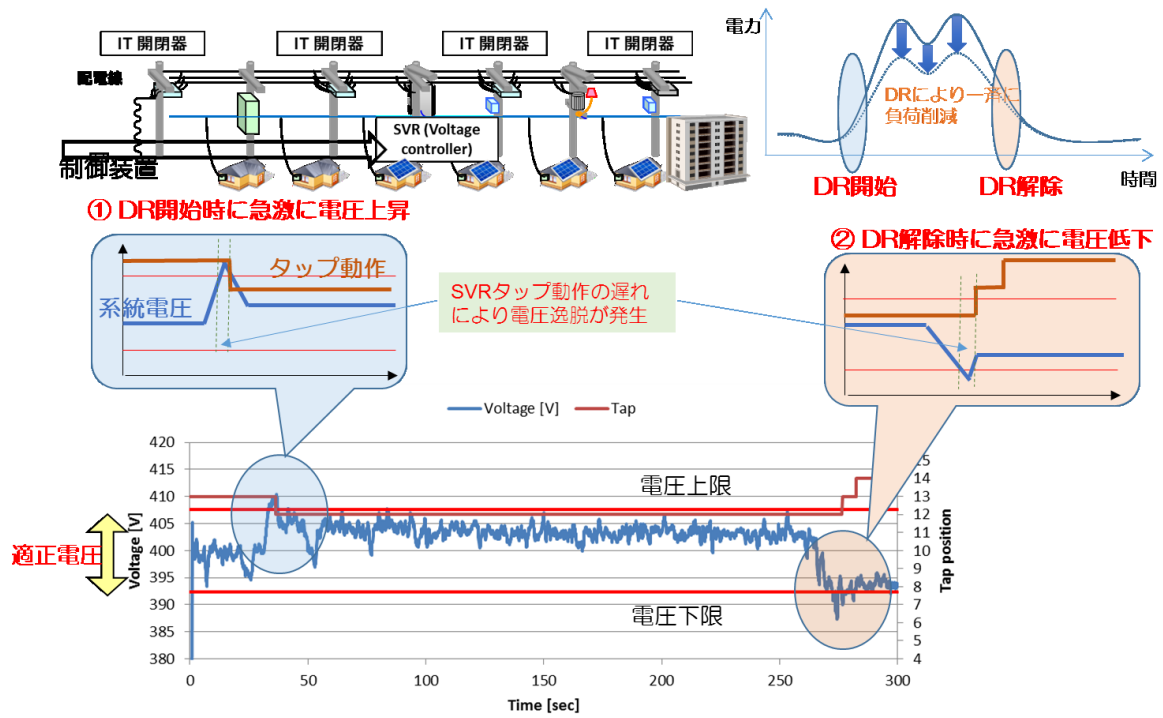 IT 開閉器
IT 開閉器
IT 開閉器
IT 開閉器
配電線
SVR (Voltage
controller)
制御装置
電力
DRにより一斉に
負荷削減
DR開始
DR解除
時間
① DR開始時に急激に電圧上昇
② DR解除時に急激に電圧低下
タップ動作
系統電圧
SVRタップ動作の遅れ
により電圧逸脱が発生
Voltage [V]
Tap
420
415
410
405
400
395
390
385
380
Voltage [V]
適正電圧
電圧上限
電圧下限
15
14
13
12
11
10
9
8
7
6
5
4
Tap position
0
50
100
150
200
250
300
Time [sec]